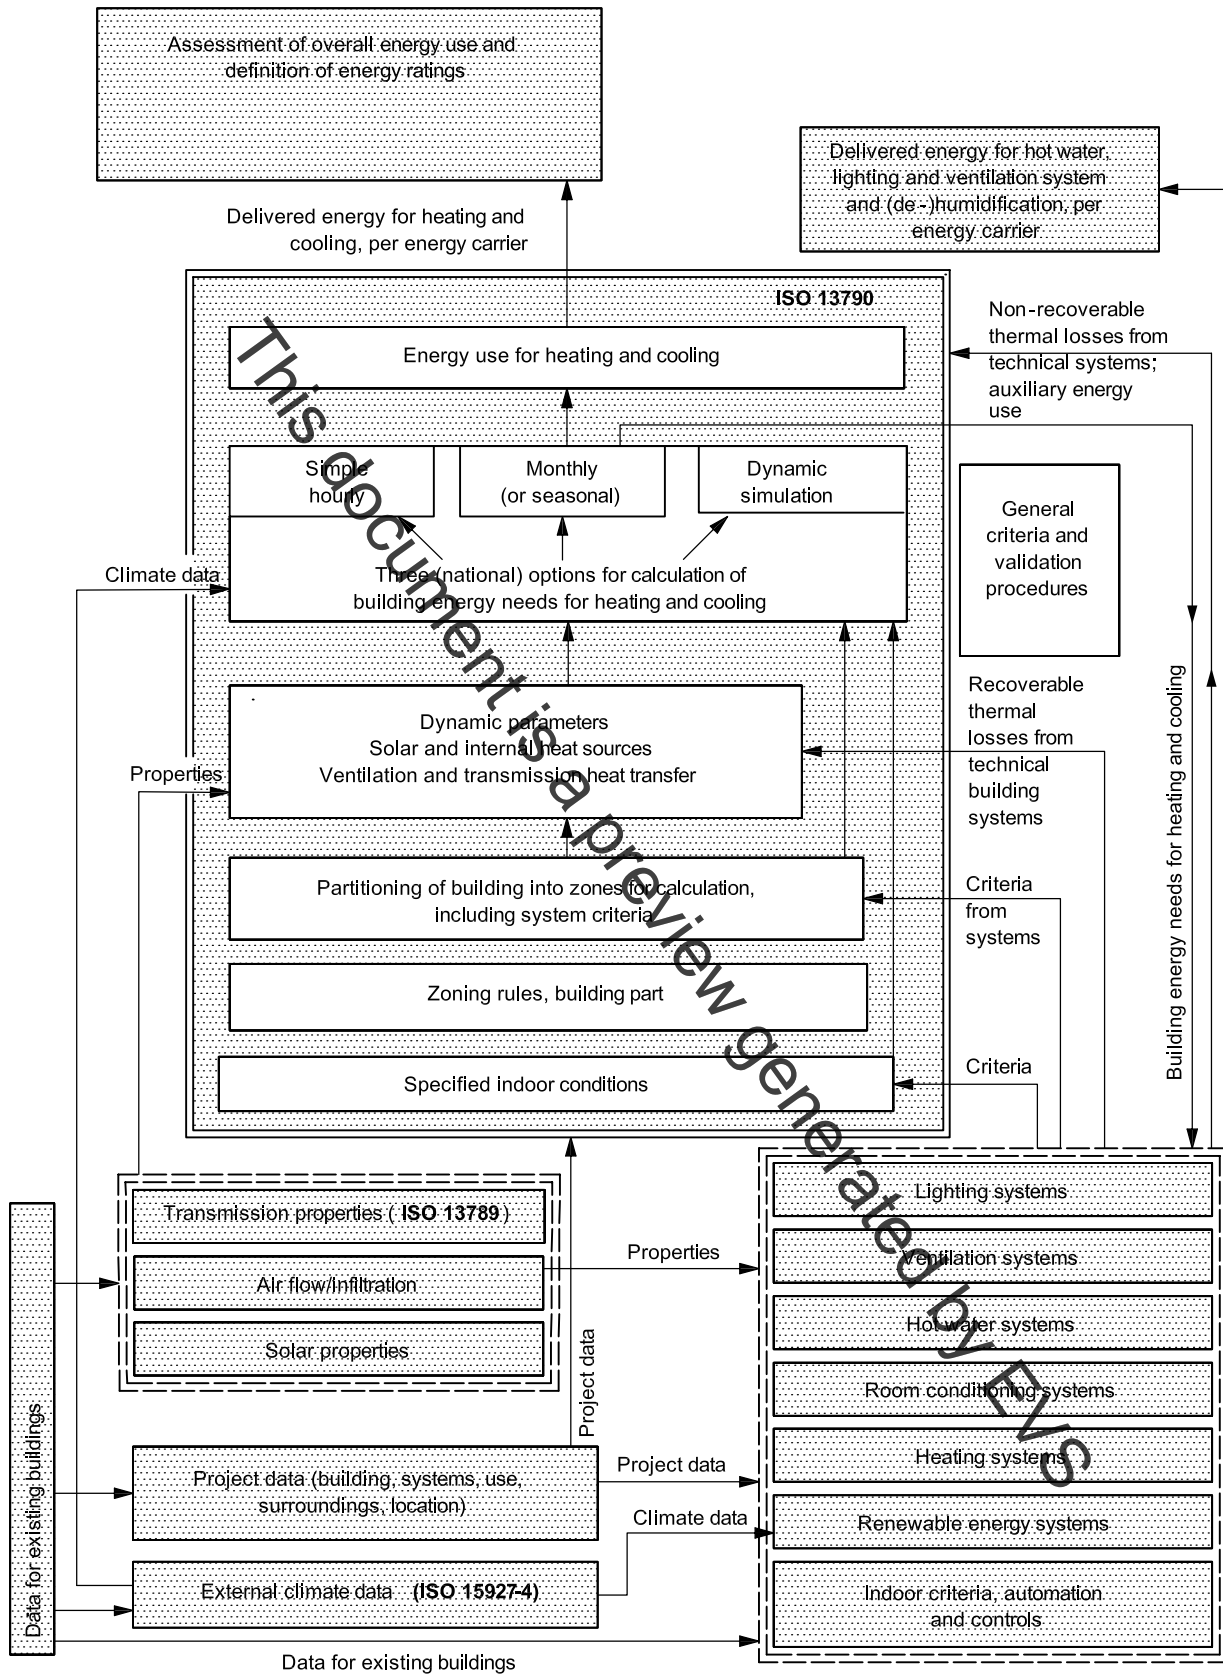 Assessment of overall energy use and
definition of energy ratings
Delivered energy for hot water,
lighting and ventilation system
and (de-)humidification, per
energy carrier
Delivered energy for heating and
cooling, per energy carrier
ISO 13790
Non-recoverable
thermal losses from
technical systems;
auxiliary energy
use
Energy use for heating and cooling
Simple
hourly
Monthly
(or seasonal)
Dynamic
simulation
General
criteria and
validation
procedures
Climate data
Three (national) options for calculation of
building energy needs for heating and cooling
Recoverable
thermal
losses from
technical
building
systems
Building energy needs for heating and cooling
Dynamic parameters
Solar and internal heat sources
Ventilation and transmission heat transfer
Properties
Partitioning of building into zones for calculation,
including system criteria
Criteria
from
systems
Zoning rules, building part
Specified indoor conditions
Criteria
Transmission properties (ISO 13789)
Air flow/infiltration
Solar properties
Properties
Project data
Lighting systems
Ventilation systems
Hot water systems
Room conditioning systems
Heating systems
Renewable energy systems
Indoor criteria, automation
and controls
Data for existing buildings
Project data (building, systems, use,
surroundings, location)
Project data
Climate data
External climate data (ISO 15927-4)
Data for existing buildings
This document is a preview generated by EVS